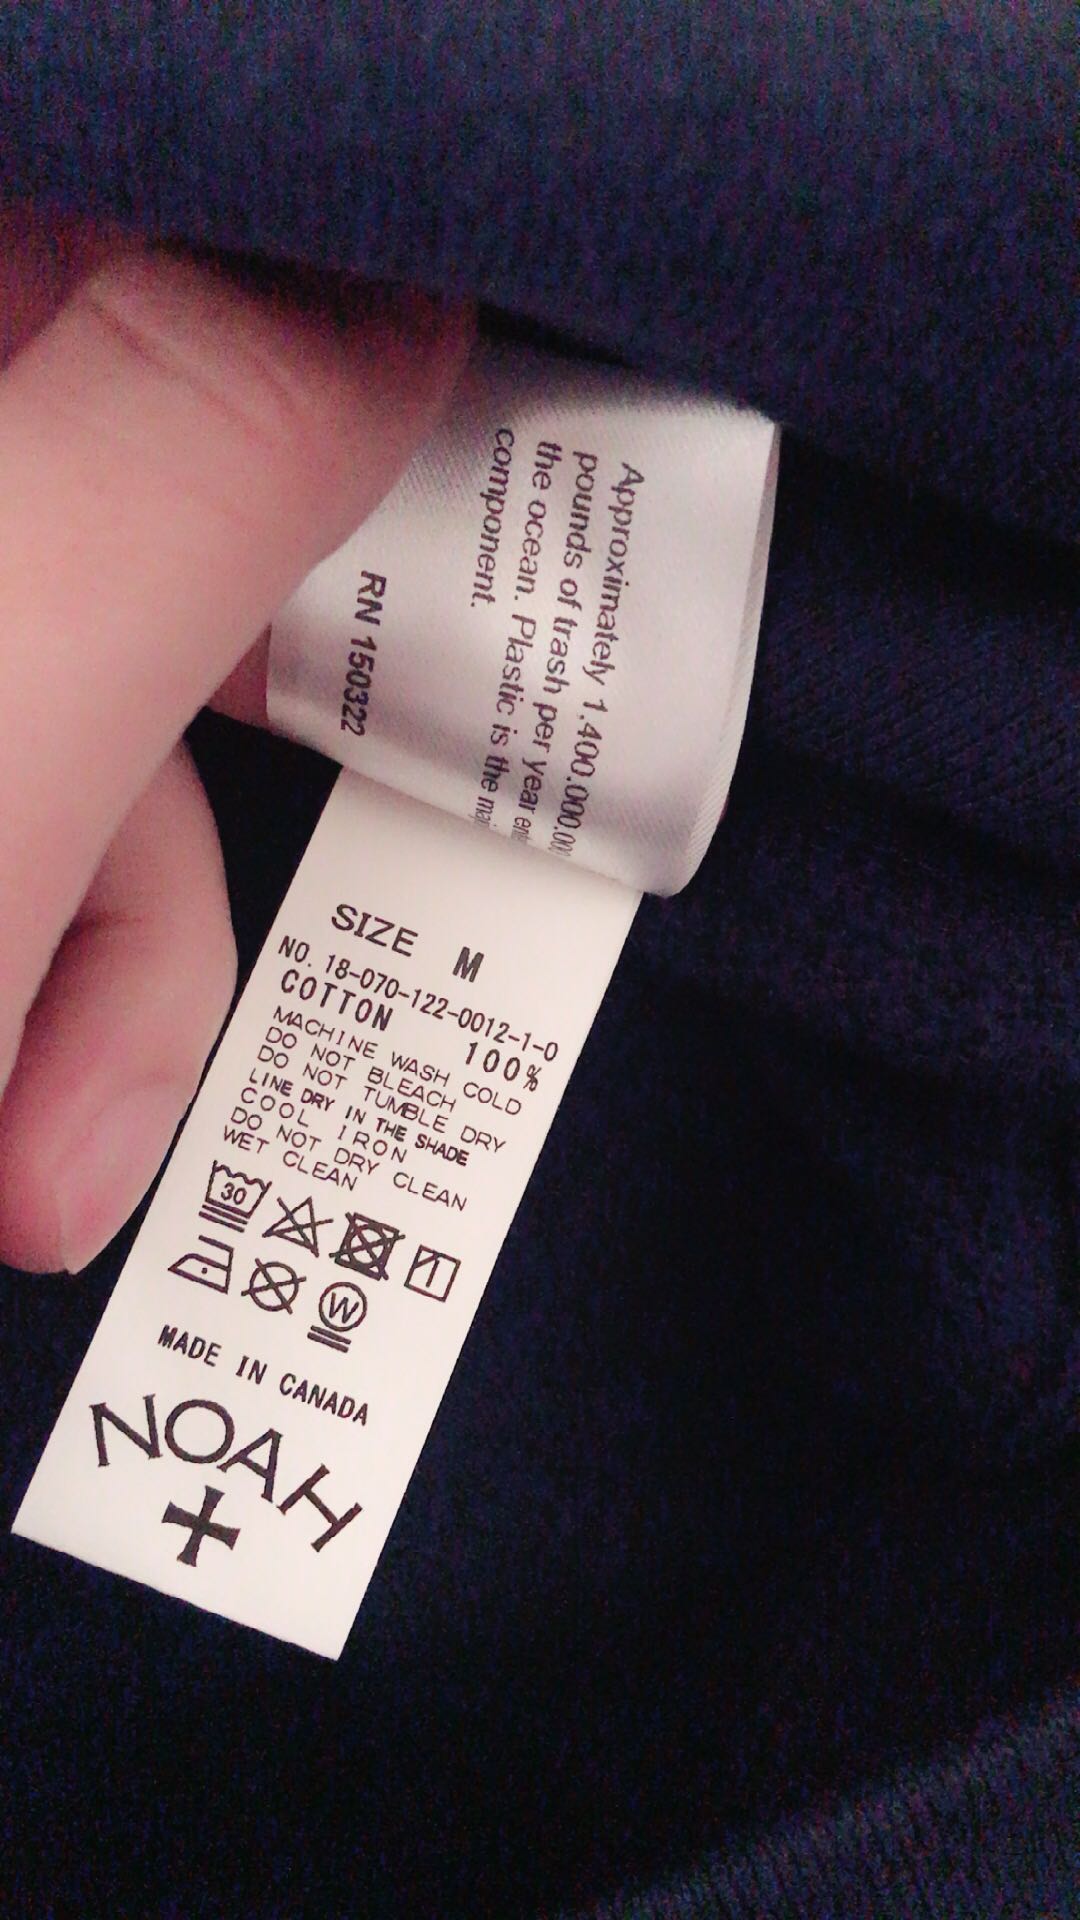 Approximately 1.400.000.00
pounds of trash per year
the ocean. Plastic is the
component.
RN 150322
SIZE M
NO. 18-070-122-0012-1-0
COTTON 100%
MACHINE WASH COLD
DO NOT BLEACH
DO NOT TUMBLE DRY
LINE DRY IN THE SHADE
COOL IRON
DO NOT DRY CLEAN
WET CLEAN
30
W
MADE IN CANADA
NOAH